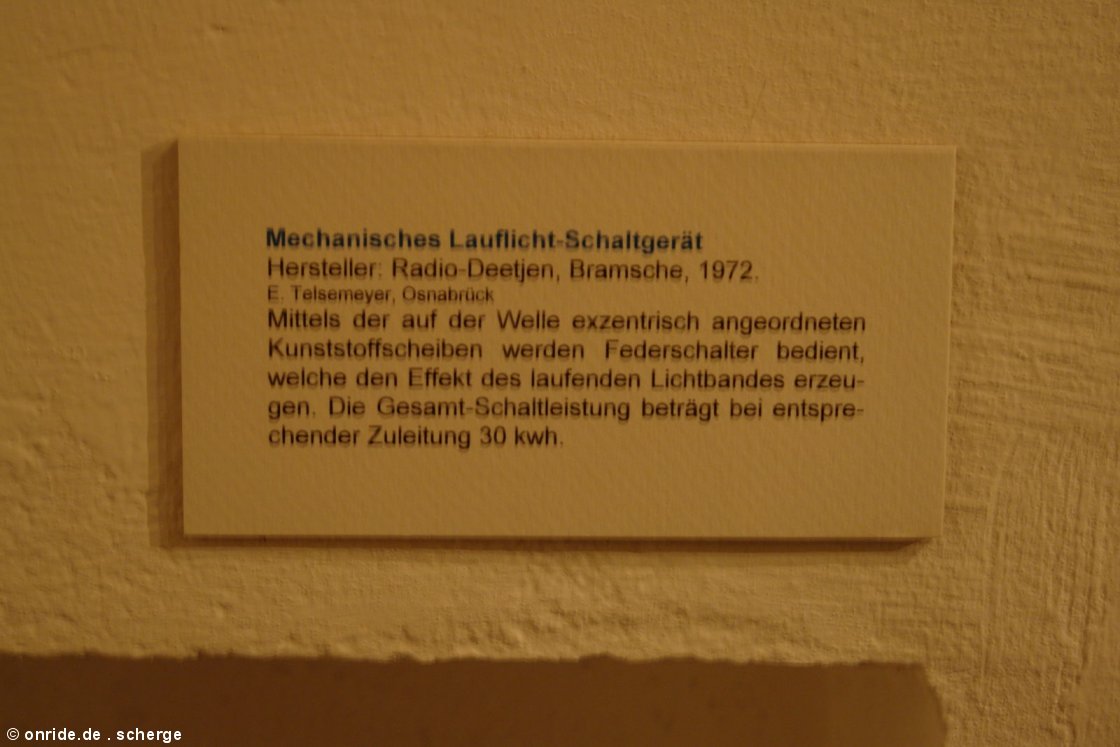 Mechanisches Lauflicht-Schaltgerät
Hersteller: Radio-Deetjen, Bramsche, 1972.
E. Telsemeyer, Osnabrück
Mittels der auf der Welle exzentrisch angeordneten
Kunststoffscheiben werden Federschalter bedient,
welche den Effekt des laufenden Lichtbandes erzeu-
gen. Die Gesamt-Schaltleistung beträgt bei entspre-
chender Zuleitung 30 kwh.
© onride.de . scherge